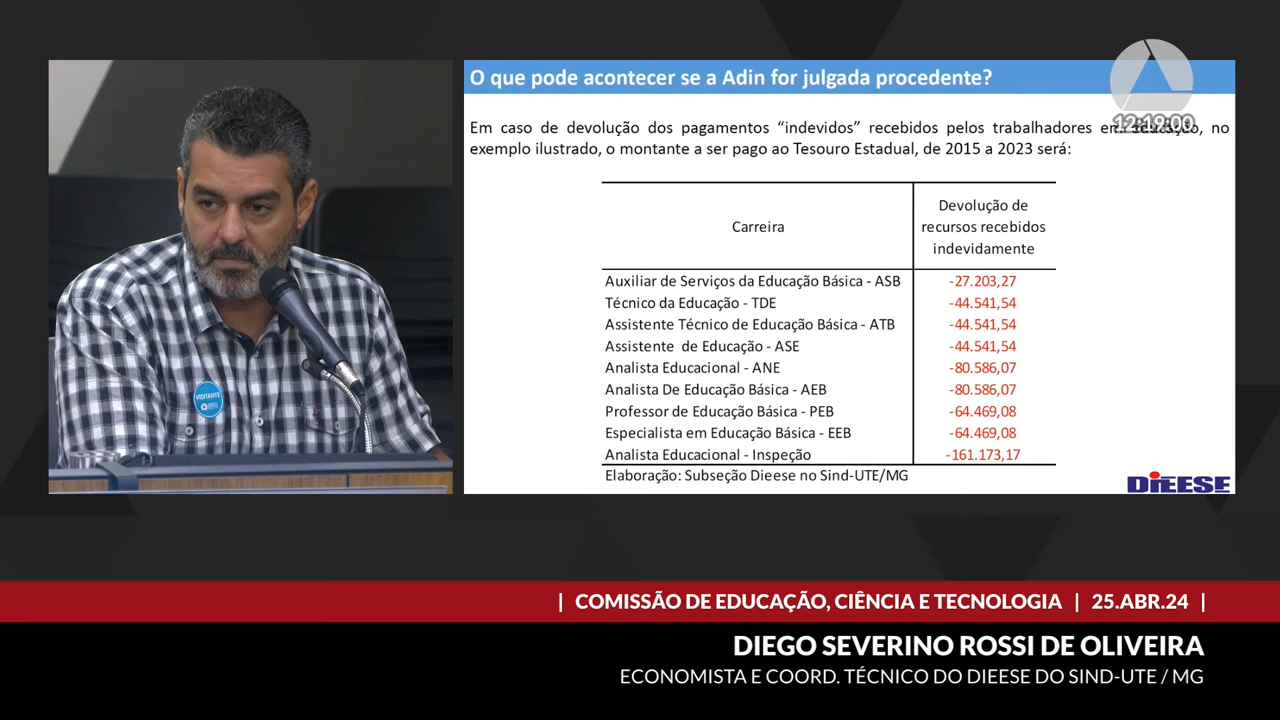 O que pode acontecer se a Adin for julgada procedente?
12:19:00
Em caso de devolução dos pagamentos “indevidos” recebidos pelos trabalhadores em educação, no
exemplo ilustrado, o montante a ser pago ao Tesouro Estadual, de 2015 a 2023 será:
Carreira
Devolução de
recursos recebidos
indevidamente
Auxiliar de Serviços da Educação Básica - ASB -27.203,27
Técnico da Educação - TDE -44.541,54
Assistente Técnico de Educação Básica - ATB -44.541,54
Assistente de Educação - ASE -44.541,54
Analista Educacional - ANE -80.586,07
Analista De Educação Básica - AEB -80.586,07
Professor de Educação Básica - PEB -64.469,08
Especialista em Educação Básica - EEB -64.469,08
Analista Educacional - Inspeção -161.173,17
Elaboração: Subseção Dieese no Sind-UTE/MG
DIEESE
VISITANTE
| COMISSÃO DE EDUCAÇÃO, CIÊNCIA E TECNOLOGIA | 25.ABR.24 |
DIEGO SEVERINO ROSSI DE OLIVEIRA
ECONOMISTA E COORD. TÉCNICO DO DIEESE DO SIND-UTE / MG